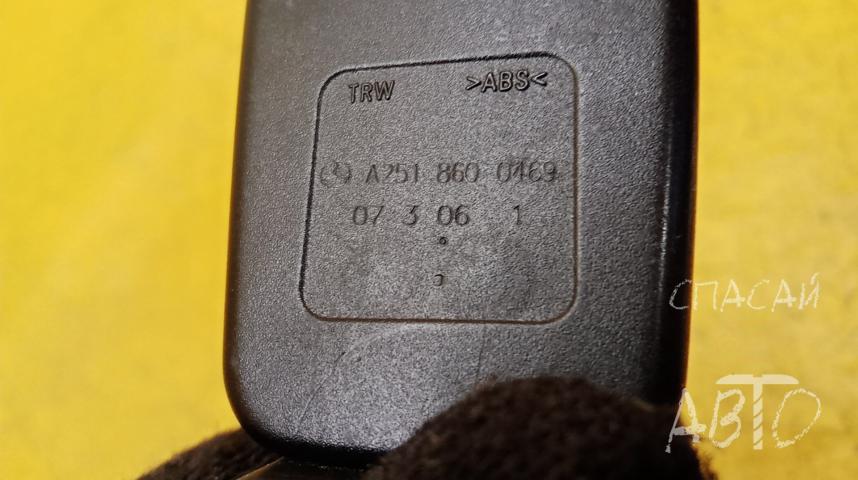 TRW >ABS<
A251 860 0469
07 3 06 1
СПАСАЙ
АВТО